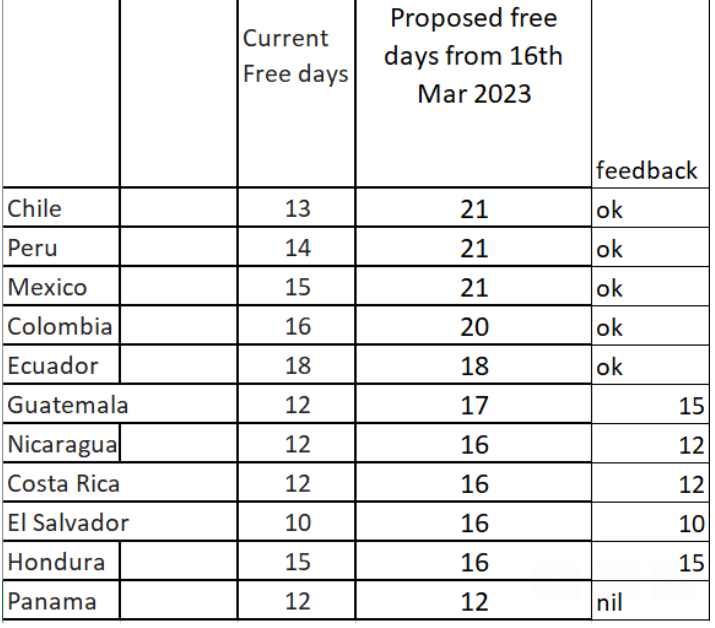 Current Free days Proposed free days from 16th Mar 2023 feedback
Chile 13 21 ok
Peru 14 21 ok
Mexico 15 21 ok
Colombia 16 20 ok
Ecuador 18 18 ok
Guatemala 12 17 15
Nicaragua 12 16 12
Costa Rica 12 16 12
El Salvador 10 16 10
Hondura 15 16 15
Panama 12 12 nil